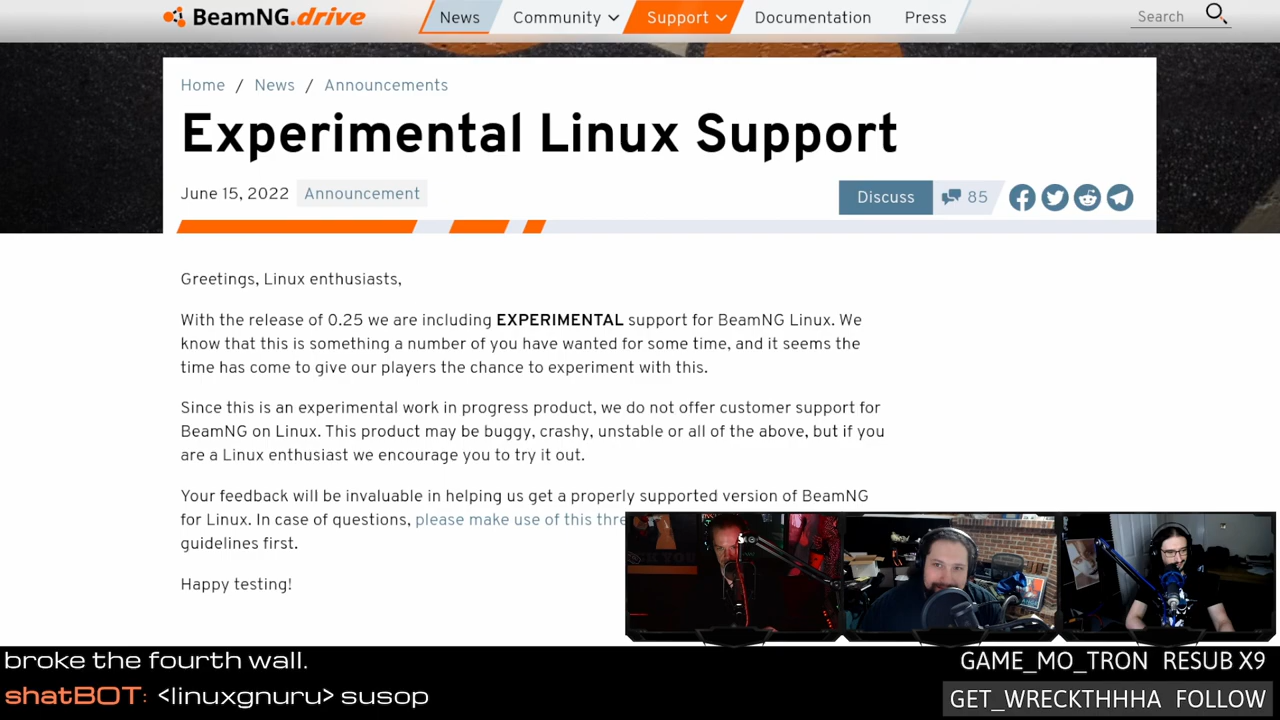 BeamNG.drive
News
Community
Support
Documentation
Press
Search
Home / News / Announcements
Experimental Linux Support
June 15, 2022
Announcement
Discuss
85
Greetings, Linux enthusiasts,
With the release of 0.25 we are including EXPERIMENTAL support for BeamNG Linux. We
know that this is something a number of you have wanted for some time, and it seems the
time has come to give our players the chance to experiment with this.
Since this is an experimental work in progress product, we do not offer customer support for
BeamNG on Linux. This product may be buggy, crashy, unstable or all of the above, but if you
are a Linux enthusiast we encourage you to try it out.
Your feedback will be invaluable in helping us get a properly supported version of BeamNG
for Linux. In case of questions, please make use of this thre
guidelines first.
Happy testing!
broke the fourth wall.
shatBOT: <linuxgnuru> susop
GAME_MO_TRON RESUB X9
GET_WRECKTHHHA FOLLOW